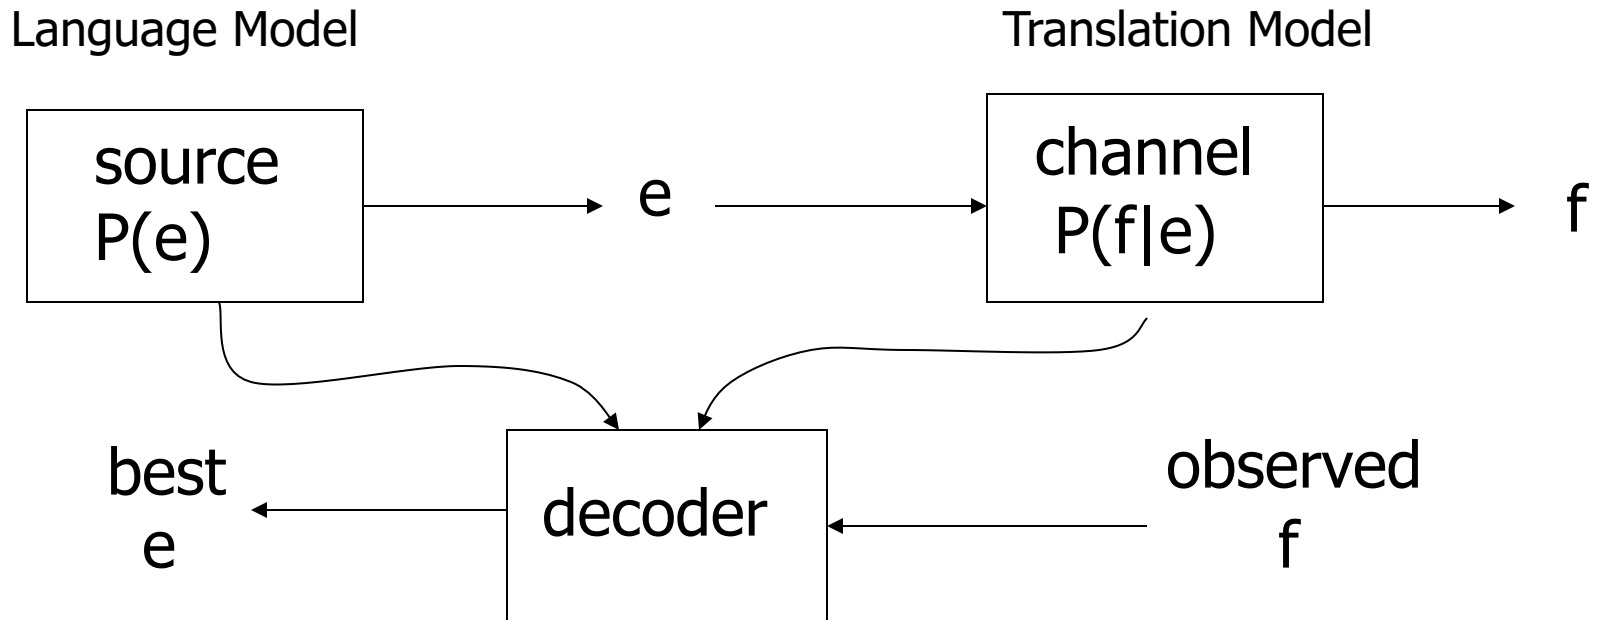 Language Model
Translation Model
source
P(e)
e
channel
P(f|e)
f
best
e
decoder
observed
f